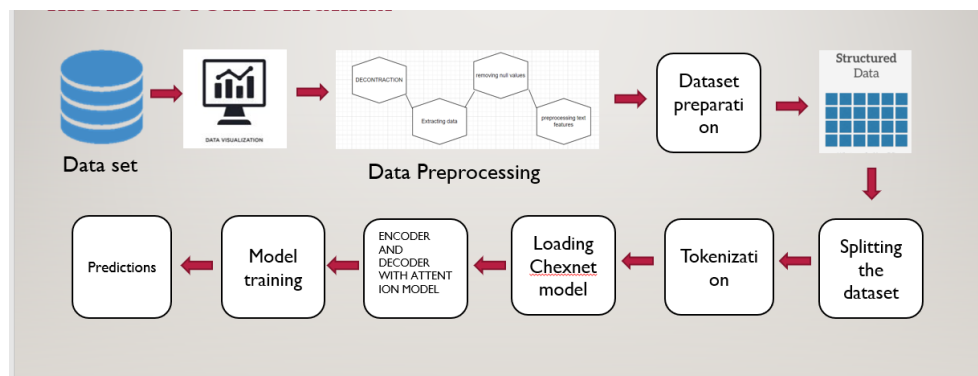 DECONTRACTION
removing null values
Extracting data
preprocessing text
features
DATA VISUALIZATION
Data set
Data Preprocessing
Dataset
preparati
on
Structured
Data
Predictions
Model
training
ENCODER
AND
DECODER
WITH ATTENT
ION MODEL
Loading
Chexnet
model
Tokenizati
on
Splitting
the
dataset